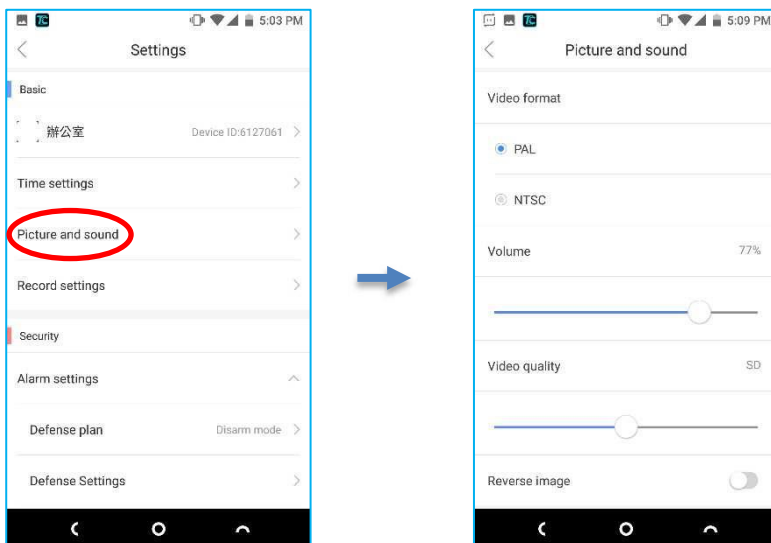 TC 5:03 PM
Settings
Basic
辦公室 Device ID:6127061
Time settings
Picture and sound
Record settings
Security
Alarm settings
Defense plan Disarm mode
Defense Settings
TC 5:09 PM
Picture and sound
Video format
PAL
NTSC
Volume 77%
Video quality SD
Reverse image